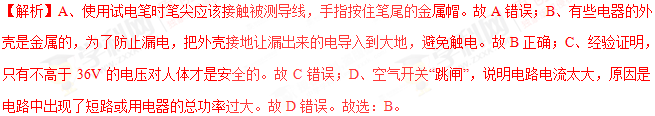 【解析】A、使用试电笔时笔尖应该接触被测导线，手指按住笔尾的金属帽。故 A 错误；B、有些电器的外
壳是金属的，为了防止漏电，把外壳接地让漏出来的电导入到大地，避免触电。故 B 正确；C、经验证明，
只有不高于 36V 的电压对人体才是安全的。故 C 错误；D、空气开关“跳闸”，说明电路电流太大，原因是
电路中出现了短路或用电器的总功率过大。故 D 错误。故选：B。